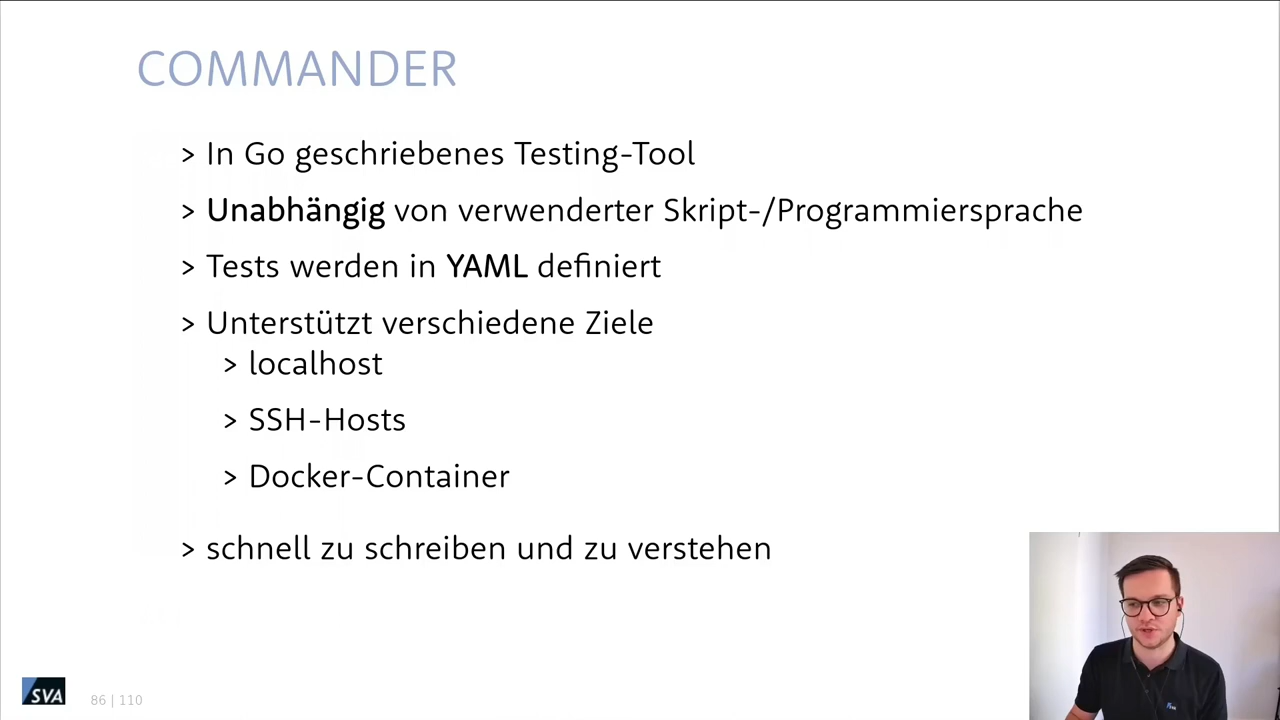 COMMANDER
> In Go geschriebenes Testing-Tool
> Unabhängig von verwenderter Skript-/Programmiersprache
> Tests werden in YAML definiert
> Unterstützt verschiedene Ziele
> localhost
> SSH-Hosts
> Docker-Container
> schnell zu schreiben und zu verstehen
SVA
86 | 110